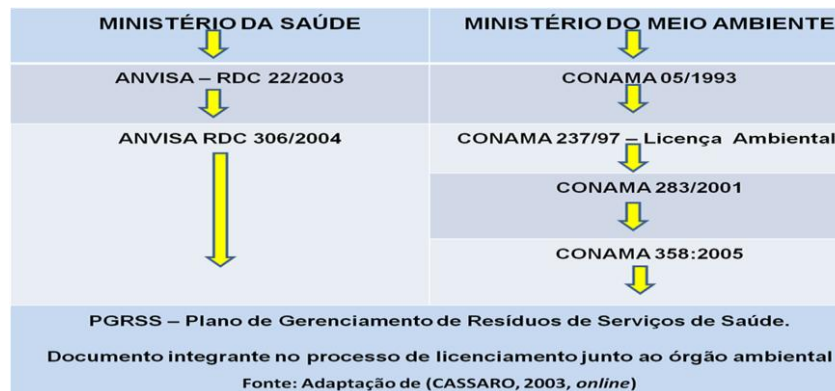 MINISTÉRIO DA SAÚDE
MINISTÉRIO DO MEIO AMBIENTE
ANVISA – RDC 22/2003
CONAMA 05/1993
ANVISA RDC 306/2004
CONAMA 237/97 – Licença Ambiental
CONAMA 283/2001
CONAMA 358:2005
PGRSS – Plano de Gerenciamento de Resíduos de Serviços de Saúde.
Documento integrante no processo de licenciamento junto ao órgão ambiental
Fonte: Adaptação de (CASSARO, 2003, online)